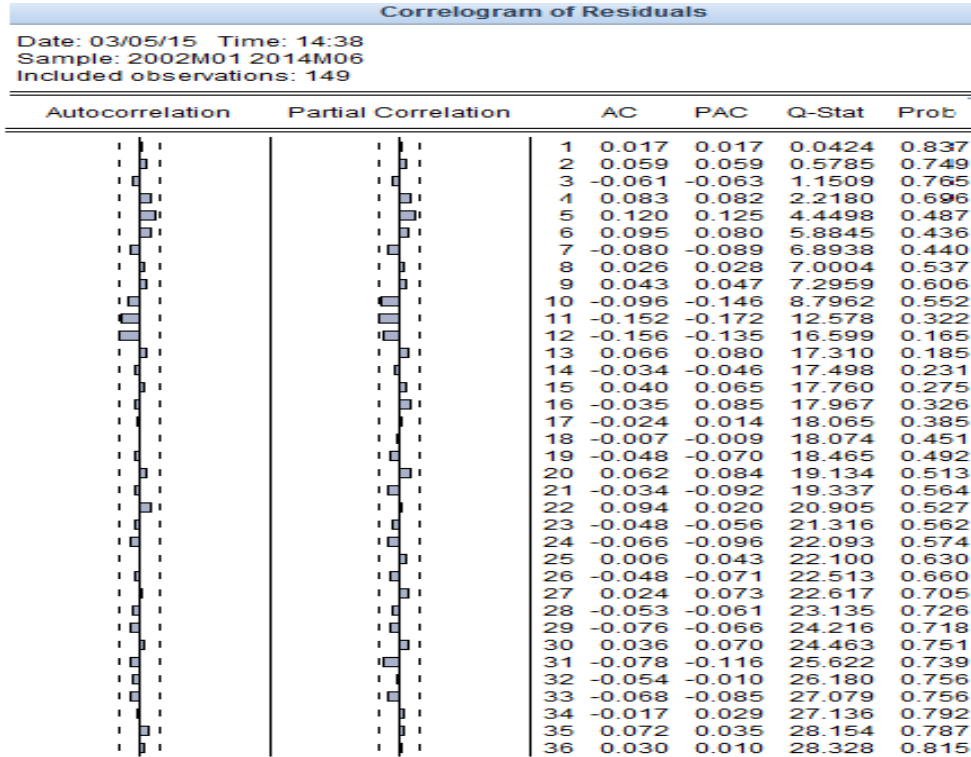 Correlogram of Residuals
Date: 03/05/15 Time: 14:38
Sample: 2002M01 2014M06
Included observations: 149
Autocorrelation Partial Correlation AC PAC Q-Stat Prob
1 0.017 0.017 0.0424 0.837
2 0.059 0.059 0.5785 0.749
3 -0.061 -0.063 1.1509 0.765
4 0.083 0.082 2.2180 0.696
5 0.120 0.125 4.4498 0.487
6 0.095 0.080 5.8845 0.436
7 -0.080 -0.089 6.8938 0.440
8 0.026 0.028 7.0004 0.537
9 0.043 0.047 7.2959 0.606
10 -0.096 -0.146 8.7962 0.552
11 -0.152 -0.172 12.578 0.322
12 -0.156 -0.135 16.599 0.165
13 0.066 0.080 17.310 0.185
14 -0.034 -0.046 17.498 0.231
15 0.040 0.065 17.760 0.275
16 -0.035 0.085 17.967 0.326
17 -0.024 0.014 18.065 0.385
18 -0.007 -0.009 18.074 0.451
19 -0.048 -0.070 18.465 0.492
20 0.062 0.084 19.134 0.513
21 -0.034 -0.092 19.337 0.564
22 0.094 0.020 20.905 0.527
23 -0.048 -0.056 21.316 0.562
24 -0.066 -0.096 22.093 0.574
25 0.006 0.043 22.100 0.630
26 -0.048 -0.071 22.513 0.660
27 0.024 0.073 22.617 0.705
28 -0.053 -0.061 23.135 0.726
29 -0.076 -0.066 24.216 0.718
30 0.036 0.070 24.463 0.751
31 -0.078 -0.116 25.622 0.739
32 -0.054 -0.010 26.180 0.756
33 -0.068 -0.085 27.079 0.756
34 -0.017 0.029 27.136 0.792
35 0.072 0.035 28.154 0.787
36 0.030 0.010 28.328 0.815